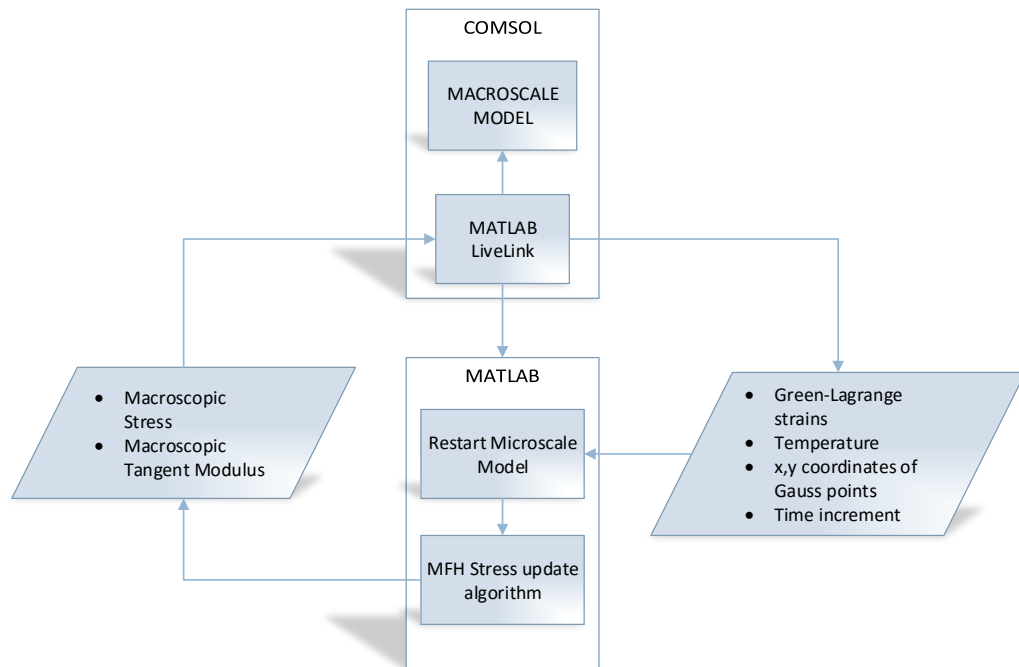 COMSOL
MACROSCALE
MODEL
MATLAB
LiveLink
MATLAB
Restart Microscale
Model
MFH Stress update
algorithm
• Macroscopic
Stress
• Macroscopic
Tangent Modulus
• Green-Lagrange
strains
• Temperature
• x,y coordinates of
Gauss points
• Time increment